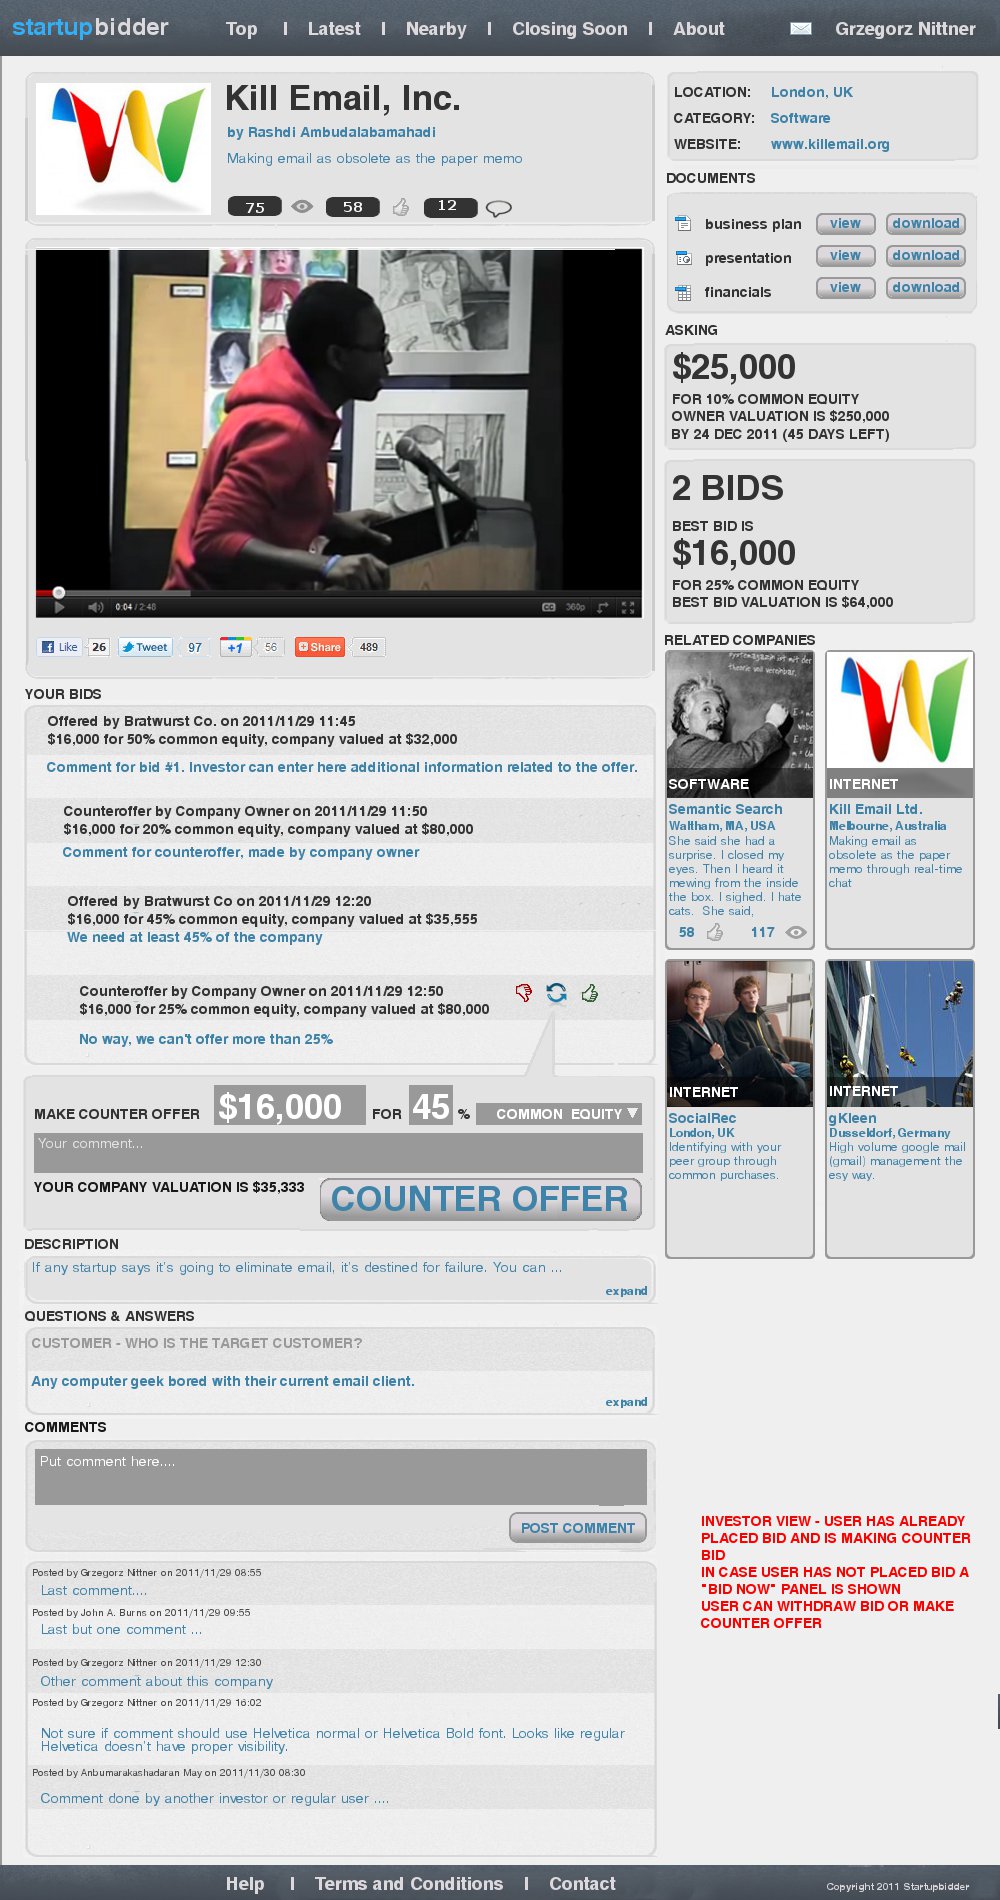 startupbidder
Top | Latest | Nearby | Closing Soon | About
Grzegorz Nittner
Kill Email, Inc.
by Rashdi Ambudalabamahadi
Making email as obsolete as the paper memo
75 58 12
0:04 / 2:48
CC 360p
Like 26 Tweet 97 +1 56 Share 489
YOUR BIDS
Offered by Bratwurst Co. on 2011/11/29 11:45
$16,000 for 50% common equity, company valued at $32,000
Comment for bid #1. Investor can enter here additional information related to the offer.
Counteroffer by Company Owner on 2011/11/29 11:50
$16,000 for 20% common equity, company valued at $80,000
Comment for counteroffer, made by company owner
Offered by Bratwurst Co on 2011/11/29 12:20
$16,000 for 45% common equity, company valued at $35,555
We need at least 45% of the company
Counteroffer by Company Owner on 2011/11/29 12:50
$16,000 for 25% common equity, company valued at $80,000
No way, we can't offer more than 25%
MAKE COUNTER OFFER $16,000 FOR 45 % COMMON EQUITY
Your comment...
YOUR COMPANY VALUATION IS $35,333
COUNTER OFFER
DESCRIPTION
If any startup says it's going to eliminate email, it's destined for failure. You can ...
expand
QUESTIONS & ANSWERS
CUSTOMER - WHO IS THE TARGET CUSTOMER?
Any computer geek bored with their current email client.
expand
COMMENTS
Put comment here....
POST COMMENT
Posted by Grzegorz Nittner on 2011/11/29 08:55
Last comment....
Posted by John A. Burns on 2011/11/29 09:55
Last but one comment ...
Posted by Grzegorz Nittner on 2011/11/29 12:30
Other comment about this company
Posted by Grzegorz Nittner on 2011/11/29 16:02
Not sure if comment should use Helvetica normal or Helvetica Bold font. Looks like regular
Helvetica doesn't have proper visibility.
Posted by Anbumarakashadaran May on 2011/11/30 08:30
Comment done by another investor or regular user ....
LOCATION: London, UK
CATEGORY: Software
WEBSITE: www.killemail.org
DOCUMENTS
business plan view download
presentation view download
financials view download
ASKING
$25,000
FOR 10% COMMON EQUITY
OWNER VALUATION IS $250,000
BY 24 DEC 2011 (45 DAYS LEFT)
2 BIDS
BEST BID IS
$16,000
FOR 25% COMMON EQUITY
BEST BID VALUATION IS $64,000
RELATED COMPANIES
SOFTWARE
Semantic Search
Waltham, MA, USA
She said she had a
surprise. I closed my
eyes. Then I heard it
mewing from the inside
the box. I sighed. I hate
cats. She said,
58 117
INTERNET
Kill Email Ltd.
Melbourne, Australia
Making email as
obsolete as the paper
memo through real-time
chat
INTERNET
SocialRec
London, UK
Identifying with your
peer group through
common purchases.
INTERNET
gKleen
Dusseldorf, Germany
High volume google mail
(gmail) management the
esy way.
INVESTOR VIEW - USER HAS ALREADY
PLACED BID AND IS MAKING COUNTER
BID
IN CASE USER HAS NOT PLACED BID A
"BID NOW" PANEL IS SHOWN
USER CAN WITHDRAW BID OR MAKE
COUNTER OFFER
Help | Terms and Conditions | Contact
Copyright 2011 Startupbidder